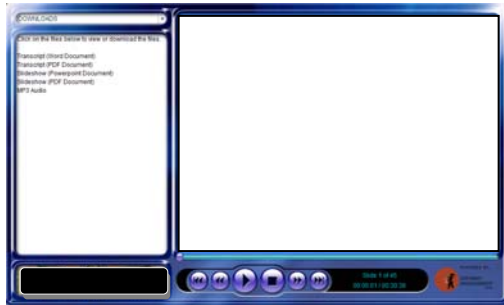 DOWNLOADS
Click on the files below to view or download the files.
Transcript (Word Document)
Transcript (PDF Document)
Slideshow (Powerpoint Document)
Slideshow (PDF Document)
MP3 Audio
Slide 1 of 45